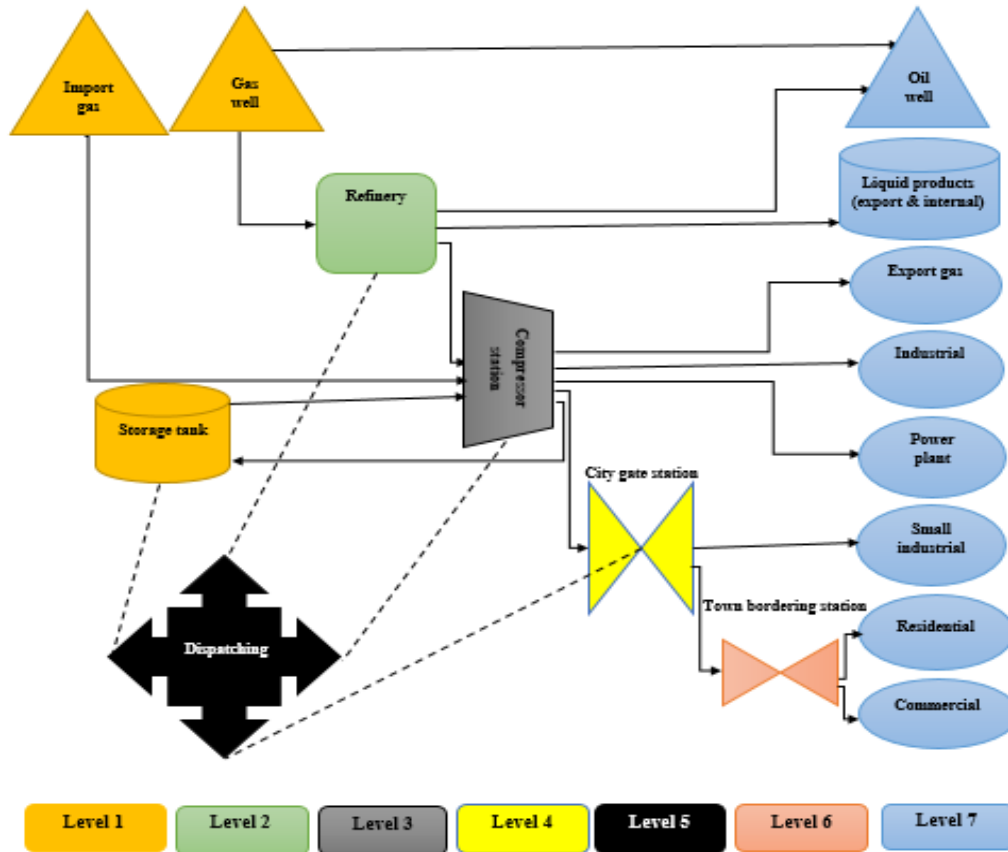 Import
gas
Gas
well
Oil
well
Refinery
Liquid products
(export & internal)
Export gas
Compressor
station
Industrial
Storage tank
Power
plant
City gate station
Small
industrial
Town bordering station
Residential
Dispatching
Commercial
Level 1
Level 2
Level 3
Level 4
Level 5
Level 6
Level 7